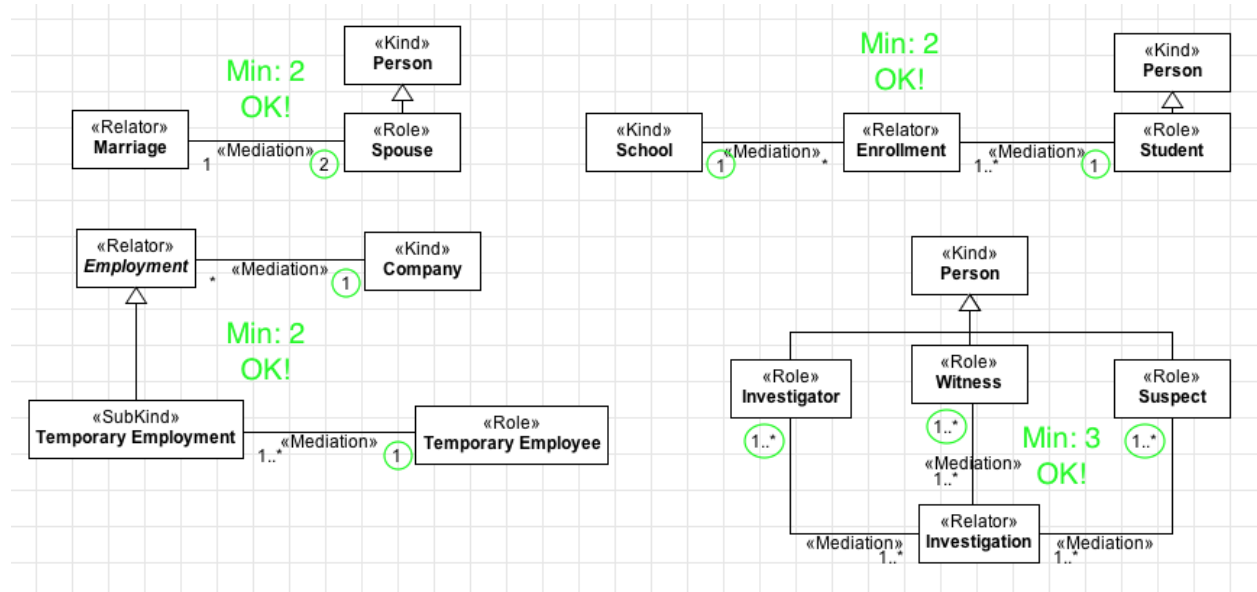 «Kind»
Person
Min: 2
OK!
«Relator»
Marriage
«Mediation»
1
2
«Role»
Spouse
Min: 2
OK!
«Kind»
Person
«Kind»
School
1
«Mediation»
*
«Relator»
Enrollment
«Mediation»
1..*
1
«Role»
Student
«Relator»
Employment
*
«Mediation»
1
«Kind»
Company
Min: 2
OK!
«SubKind»
Temporary Employment
«Mediation»
1..*
1
«Role»
Temporary Employee
«Kind»
Person
«Role»
Investigator
«Role»
Witness
«Role»
Suspect
1..*
1..*
1..*
Min: 3
OK!
«Mediation»
1..*
«Relator»
Investigation
«Mediation»
1..*
«Mediation»
1..*